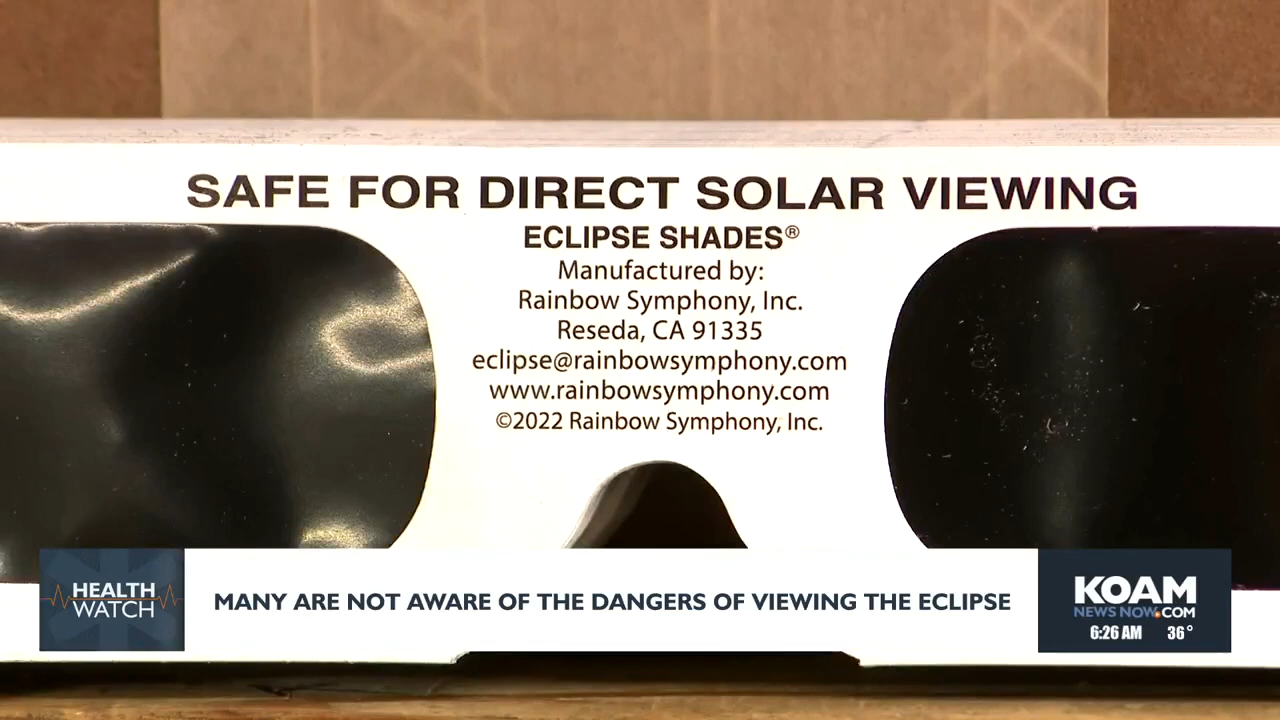 SAFE FOR DIRECT SOLAR VIEWING
ECLIPSE SHADES®
Manufactured by:
Rainbow Symphony, Inc.
Reseda, CA 91335
eclipse@rainbowsymphony.com
www.rainbowsymphony.com
©2022 Rainbow Symphony, Inc.
HEALTH
WATCH
MANY ARE NOT AWARE OF THE DANGERS OF VIEWING THE ECLIPSE
KOAM
NEWS NOW.COM
6:26 AM 36°